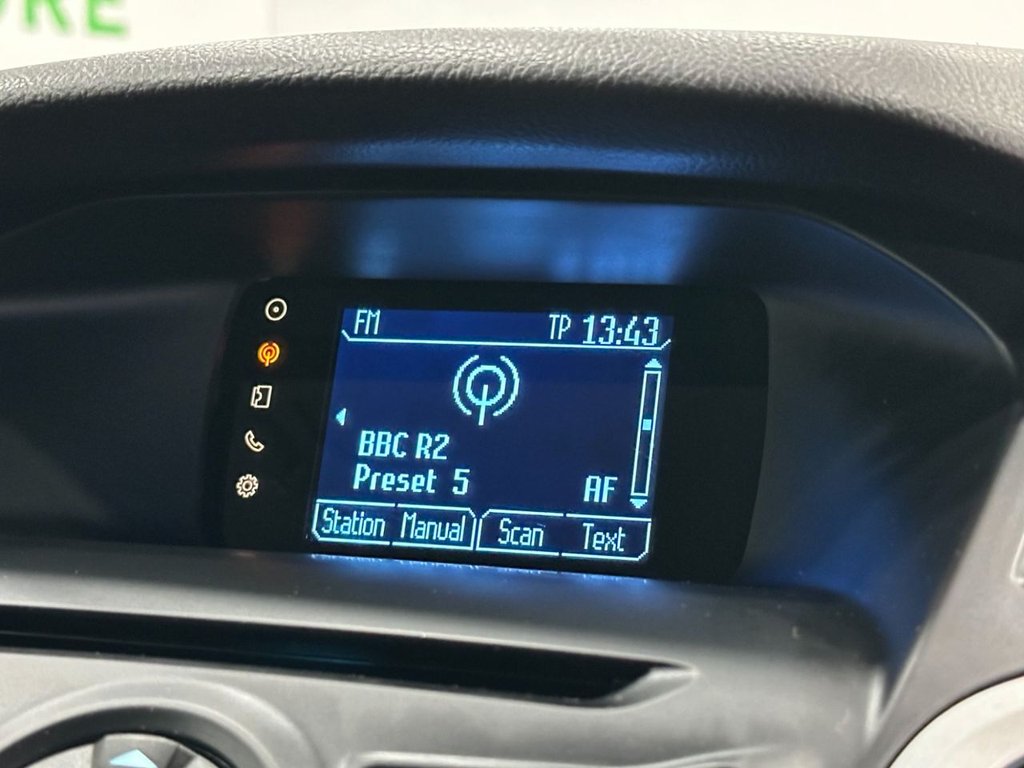 FM TP 13:43
BBC R2
Preset 5
AF
Station Manual Scan Text